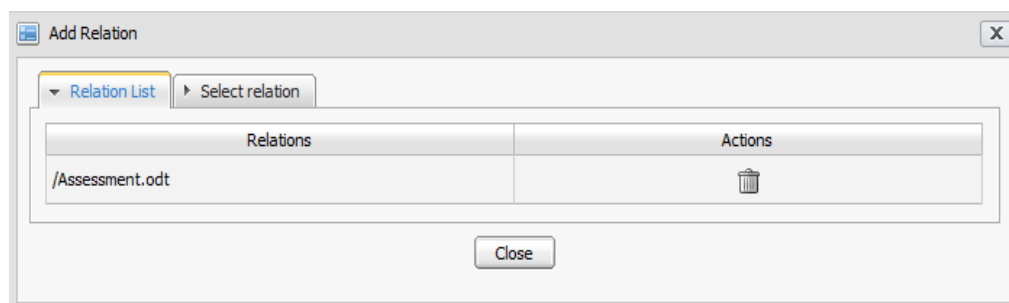 Add Relation
Relation List Select relation
Relations Actions
/Assessment.odt
Close